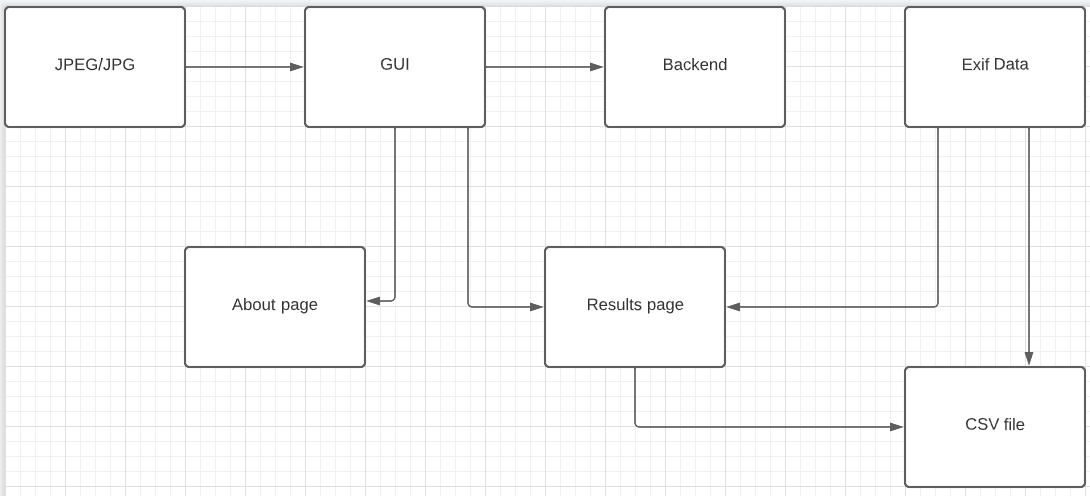 JPEG/JPG
GUI
Backend
Exif Data
About page
Results page
CSV file